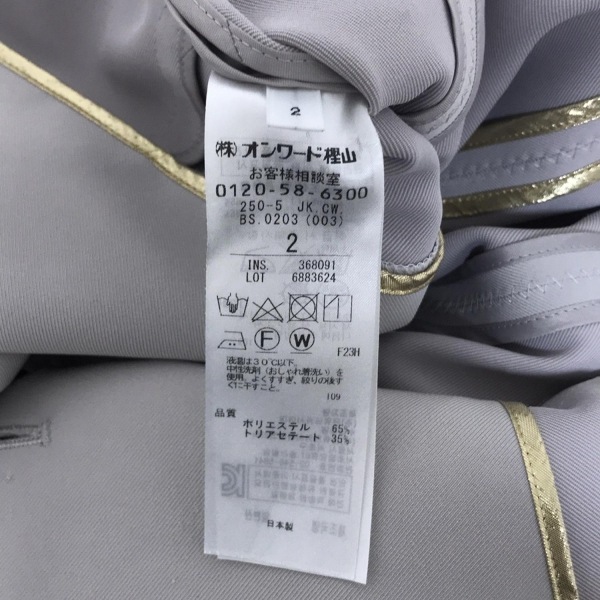 2
(株)オンワード樫山
お客様相談室
0120-58-6300
250-5 JK,CW,
BS.0203 (003)
2
INS. 368091
LOT 6883624
F W
F23H
液温は30℃以下、
中性洗剤(おしゃれ着洗い)を
使用。よくすすぎ、絞りの後す
ぐに干すこと。
109
品質
ポリエステル 65%
トリアセテート 35%
日本製